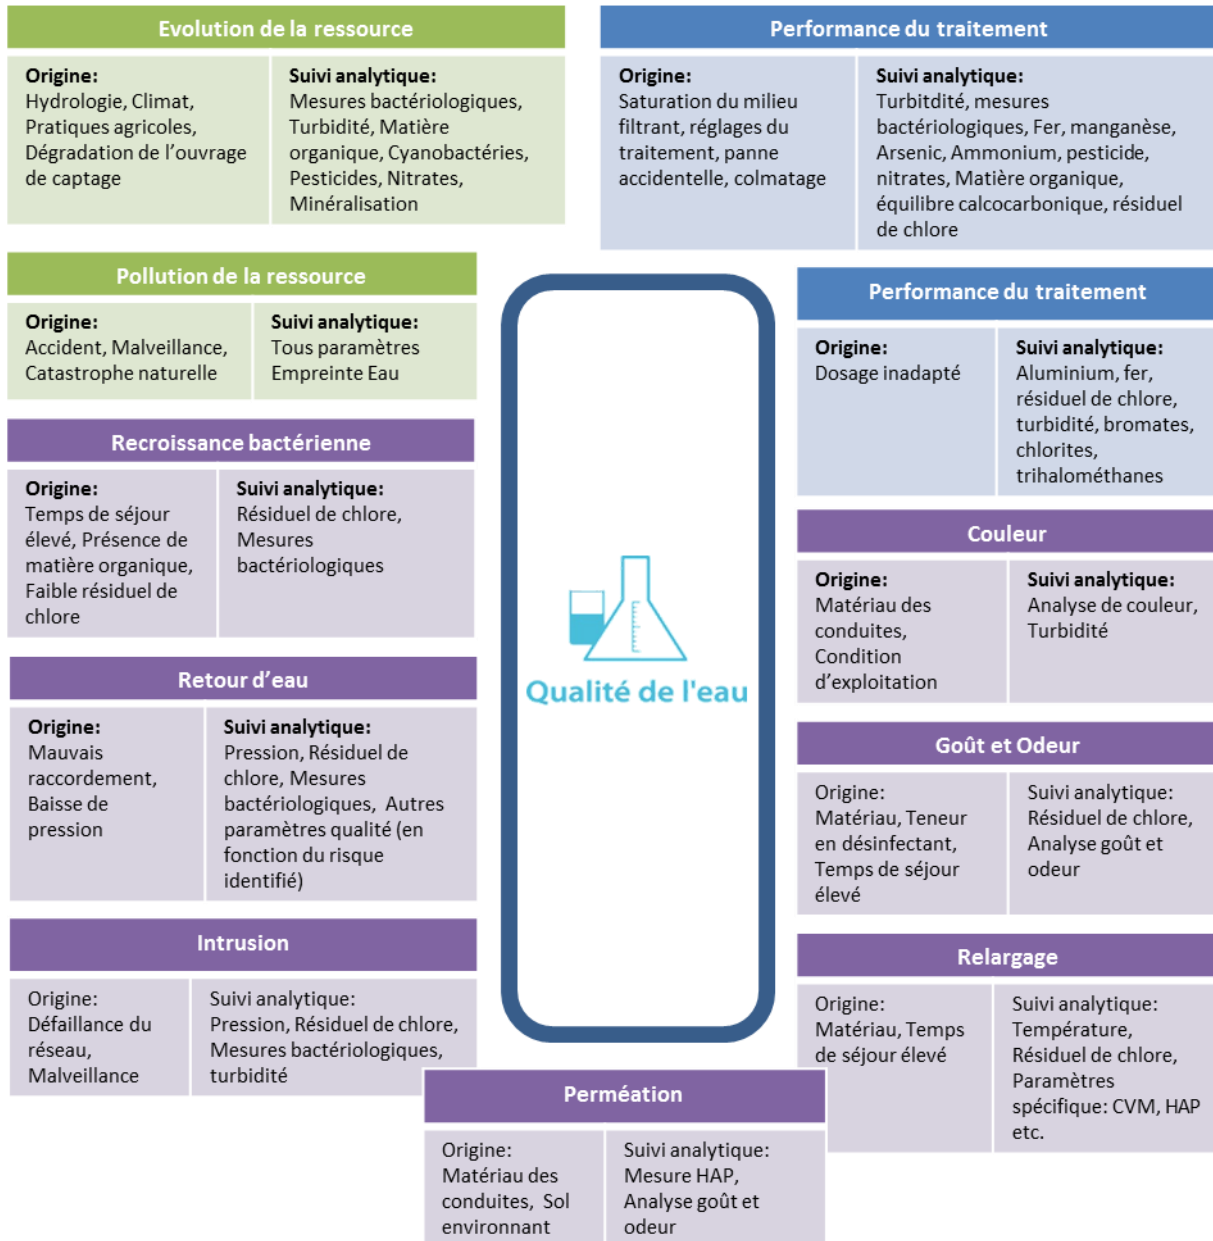 Evolution de la ressource
Origine:
Hydrologie, Climat,
Pratiques agricoles,
Dégradation de l’ouvrage
de captage
Suivi analytique:
Mesures bactériologiques,
Turbidité, Matière
organique, Cyanobactéries,
Pesticides, Nitrates,
Minéralisation
Performance du traitement
Origine:
Saturation du milieu
filtrant, réglages du
traitement, panne
accidentelle, colmatage
Suivi analytique:
Turbitdité, mesures
bactériologiques, Fer, manganèse,
Arsenic, Ammonium, pesticide,
nitrates, Matière organique,
équilibre calcocarbonique, résiduel
de chlore
Pollution de la ressource
Origine:
Accident, Malveillance,
Catastrophe naturelle
Suivi analytique:
Tous paramètres
Empreinte Eau
Performance du traitement
Origine:
Dosage inadapté
Suivi analytique:
Aluminium, fer,
résiduel de chlore,
turbidité, bromates,
chlorites,
trihalométhanes
Recroissance bactérienne
Origine:
Temps de séjour
élevé, Présence de
matière organique,
Faible résiduel de
chlore
Suivi analytique:
Résiduel de chlore,
Mesures
bactériologiques
Couleur
Origine:
Matériau des
conduites,
Condition
d’exploitation
Suivi analytique:
Analyse de couleur,
Turbidité
Qualité de l'eau
Retour d’eau
Origine:
Mauvais
raccordement,
Baisse de
pression
Suivi analytique:
Pression, Résiduel de
chlore, Mesures
bactériologiques, Autres
paramètres qualité (en
fonction du risque
identifié)
Goût et Odeur
Origine:
Matériau, Teneur
en désinfectant,
Temps de séjour
élevé
Suivi analytique:
Résiduel de chlore,
Analyse goût et
odeur
Intrusion
Origine:
Défaillance du
réseau,
Malveillance
Suivi analytique:
Pression, Résiduel de chlore,
Mesures bactériologiques,
turbidité
Relargage
Origine:
Matériau, Temps
de séjour élevé
Suivi analytique:
Température,
Résiduel de chlore,
Paramètres
spécifique: CVM, HAP
etc.
Perméation
Origine:
Matériau des
conduites, Sol
environnant
Suivi analytique:
Mesure HAP,
Analyse goût et
odeur